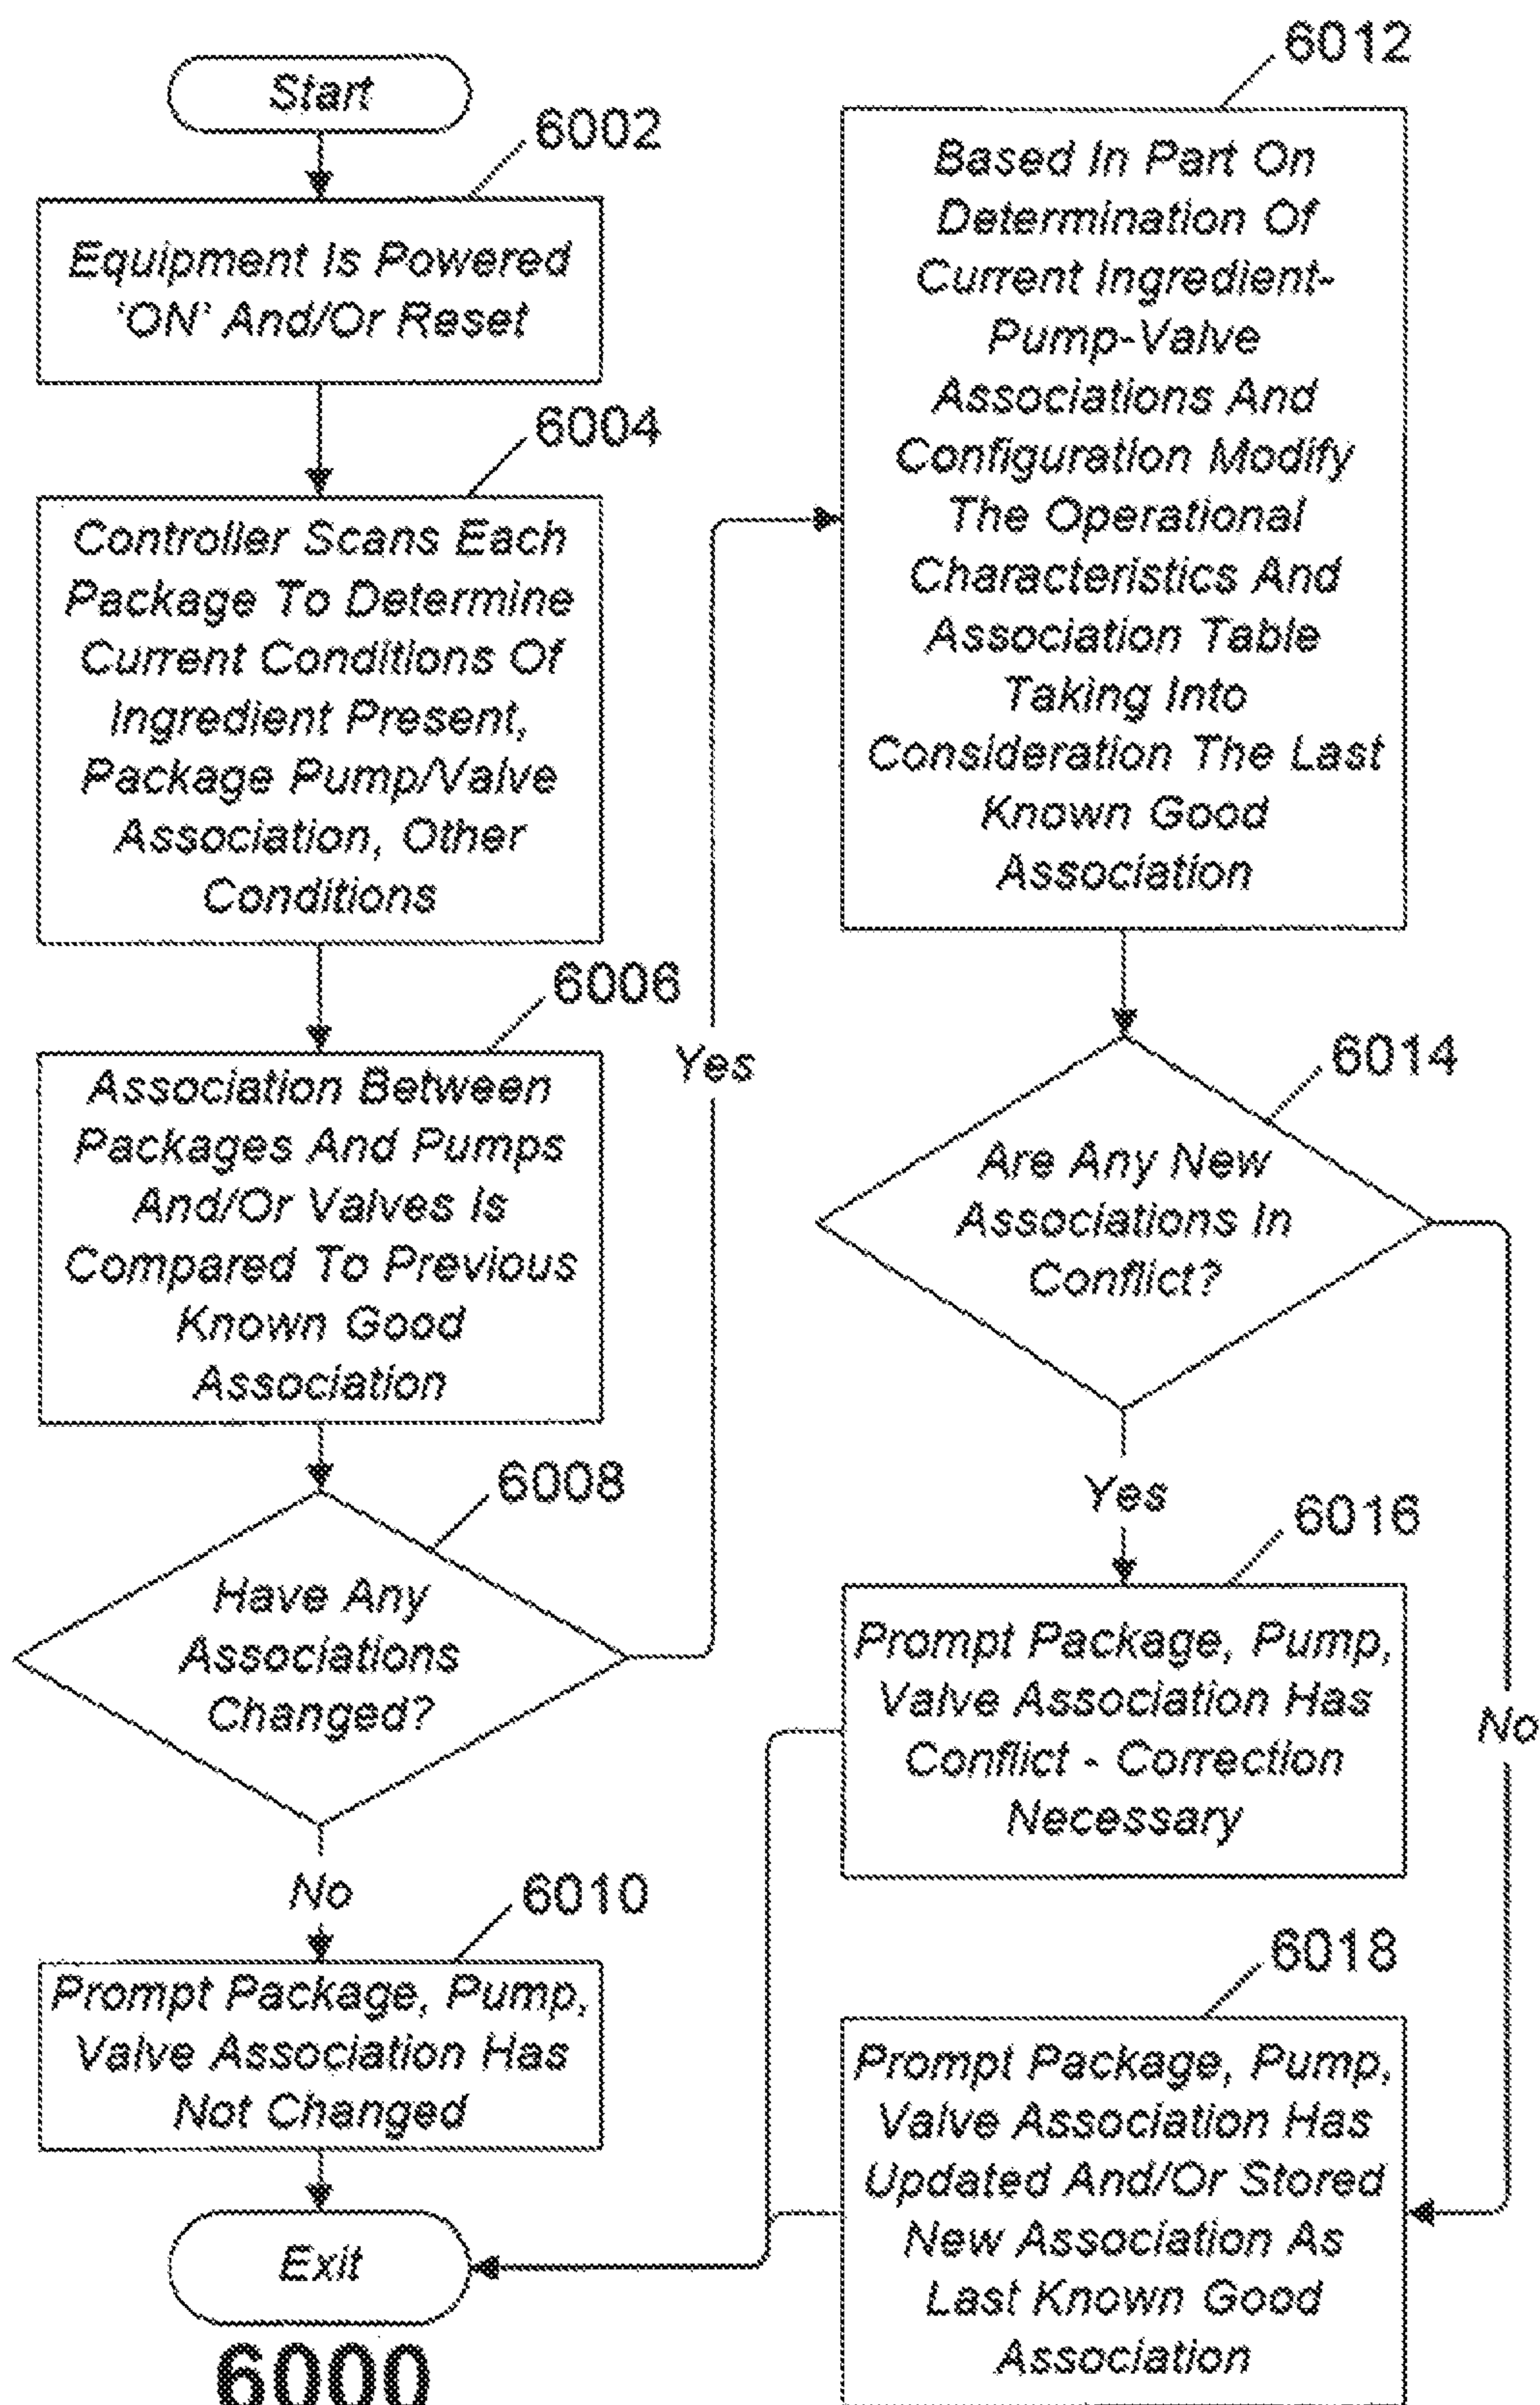 Start
6002
Equipment Is Powered
'ON' And/Or Reset
6004
Controller Scans Each
Package To Determine
Current Conditions Of
Ingredient Present,
Package Pump/Valve
Association, Other
Conditions
6006
Association Between
Packages And Pumps
And/Or Valves Is
Compared To Previous
Known Good
Association
6008
Have Any
Associations
Changed?
Yes
No
6010
Prompt Package, Pump,
Valve Association Has
Not Changed
Exit
6000
6012
Based In Part On
Determination Of
Current Ingredient-
Pump-Valve
Associations And
Configuration Modify
The Operational
Characteristics And
Association Table
Taking Into
Consideration The Last
Known Good
Association
6014
Are Any New
Associations In
Conflict?
Yes
No
6016
Prompt Package, Pump,
Valve Association Has
Conflict - Correction
Necessary
6018
Prompt Package, Pump,
Valve Association Has
Updated And/Or Stored
New Association As
Last Known Good
Association